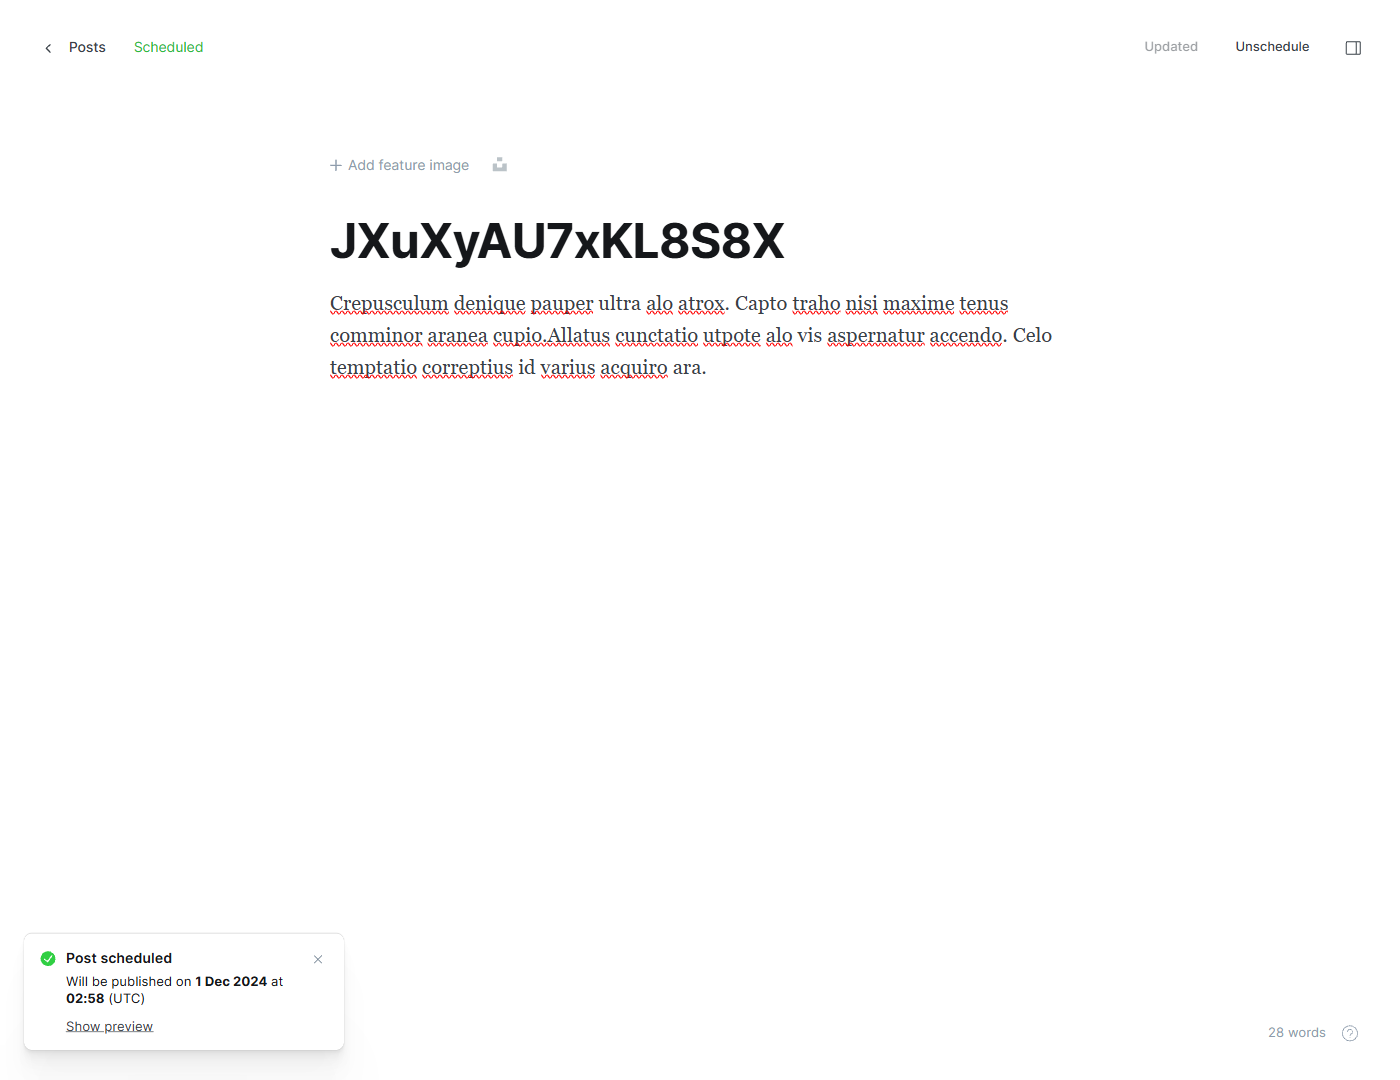 Posts Scheduled Updated Unschedule
Add feature image
JXuXyAU7xKL8S8X
Crepusculum denique pauper ultra alo atrox. Capto traho nisi maxime tenus
comminor aranea cupio.Allatus cunctatio utpote alo vis aspernatur accendo. Celo
temptatio correptius id varius acquiro ara.
Post scheduled
Will be published on 1 Dec 2024 at
02:58 (UTC)
Show preview
28 words